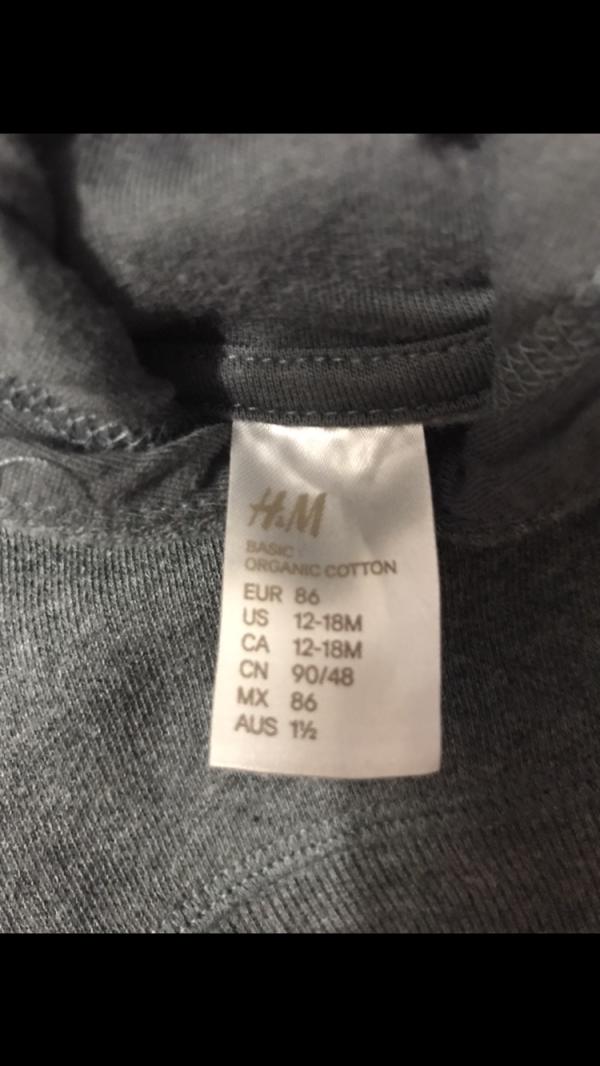 H&M
BASIC
ORGANIC COTTON
EUR 86
US 12-18M
CA 12-18M
CN 90/48
MX 86
AUS 1½